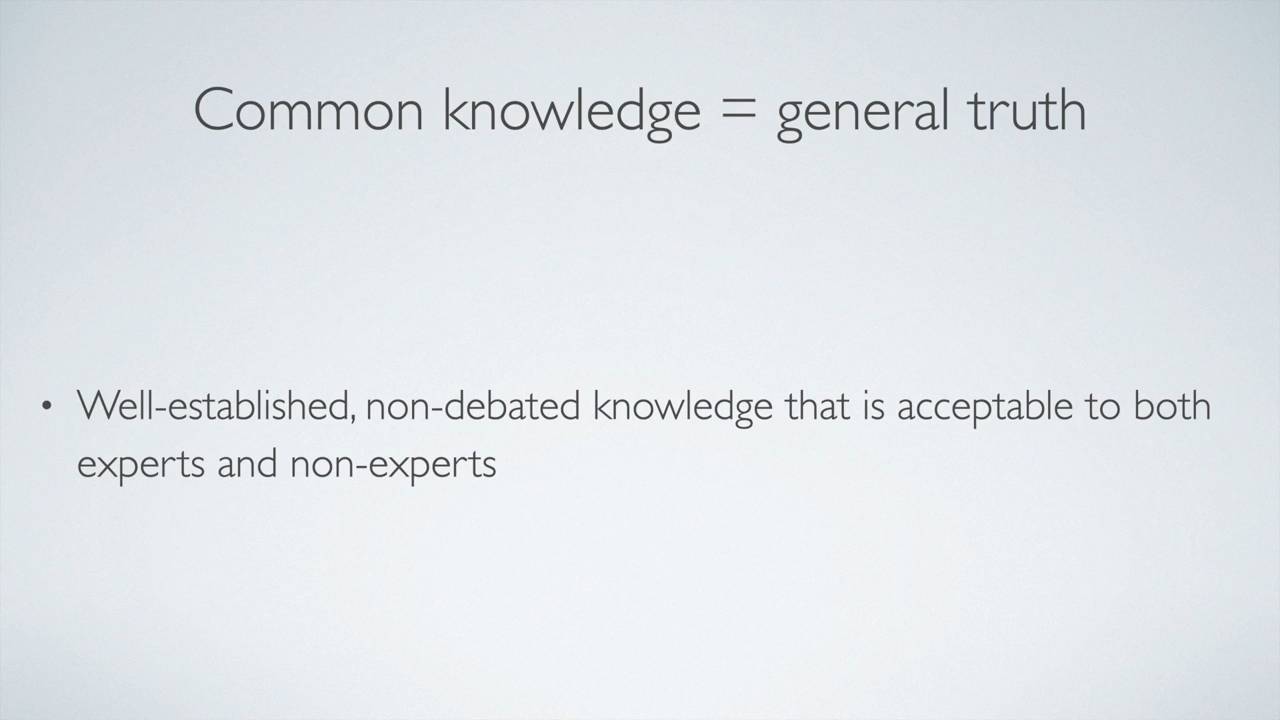 Common knowledge = general truth
• Well-established, non-debated knowledge that is acceptable to both
experts and non-experts